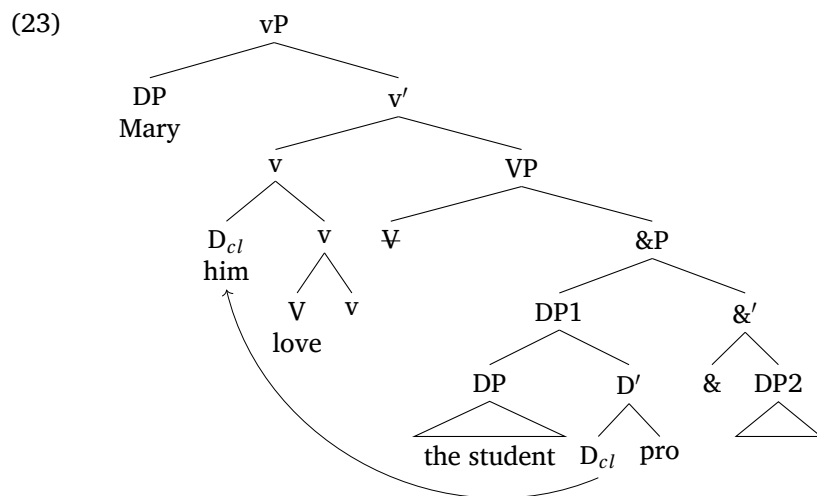 (23)
vP
DP v′
Mary
v VP
D_cl v V̶ &P
him
V v DP1 &′
love
DP D′ & DP2
the student D_cl pro